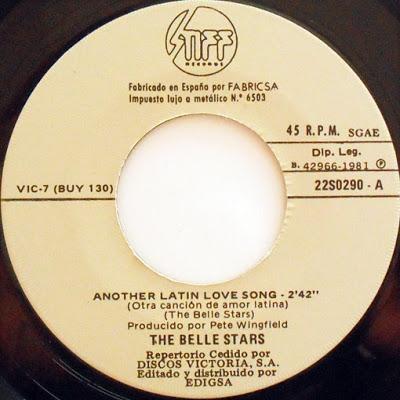 STIFF
RECORDS
Fabricado en España por FABRICSA
Impuesto lujo a metálico N.º 6503
45 R.P.M. SGAE
Dip. Leg.
B. 42966-1981 Ⓟ
VIC-7 (BUY 130)
22S0290 - A
ANOTHER LATIN LOVE SONG - 2'42"
(Otra canción de amor latina)
(The Belle Stars)
Producido por Pete Wingfield
THE BELLE STARS
Repertorio Cedido por
DISCOS VICTORIA, S.A.
Editado y distribuido por
EDIGSA